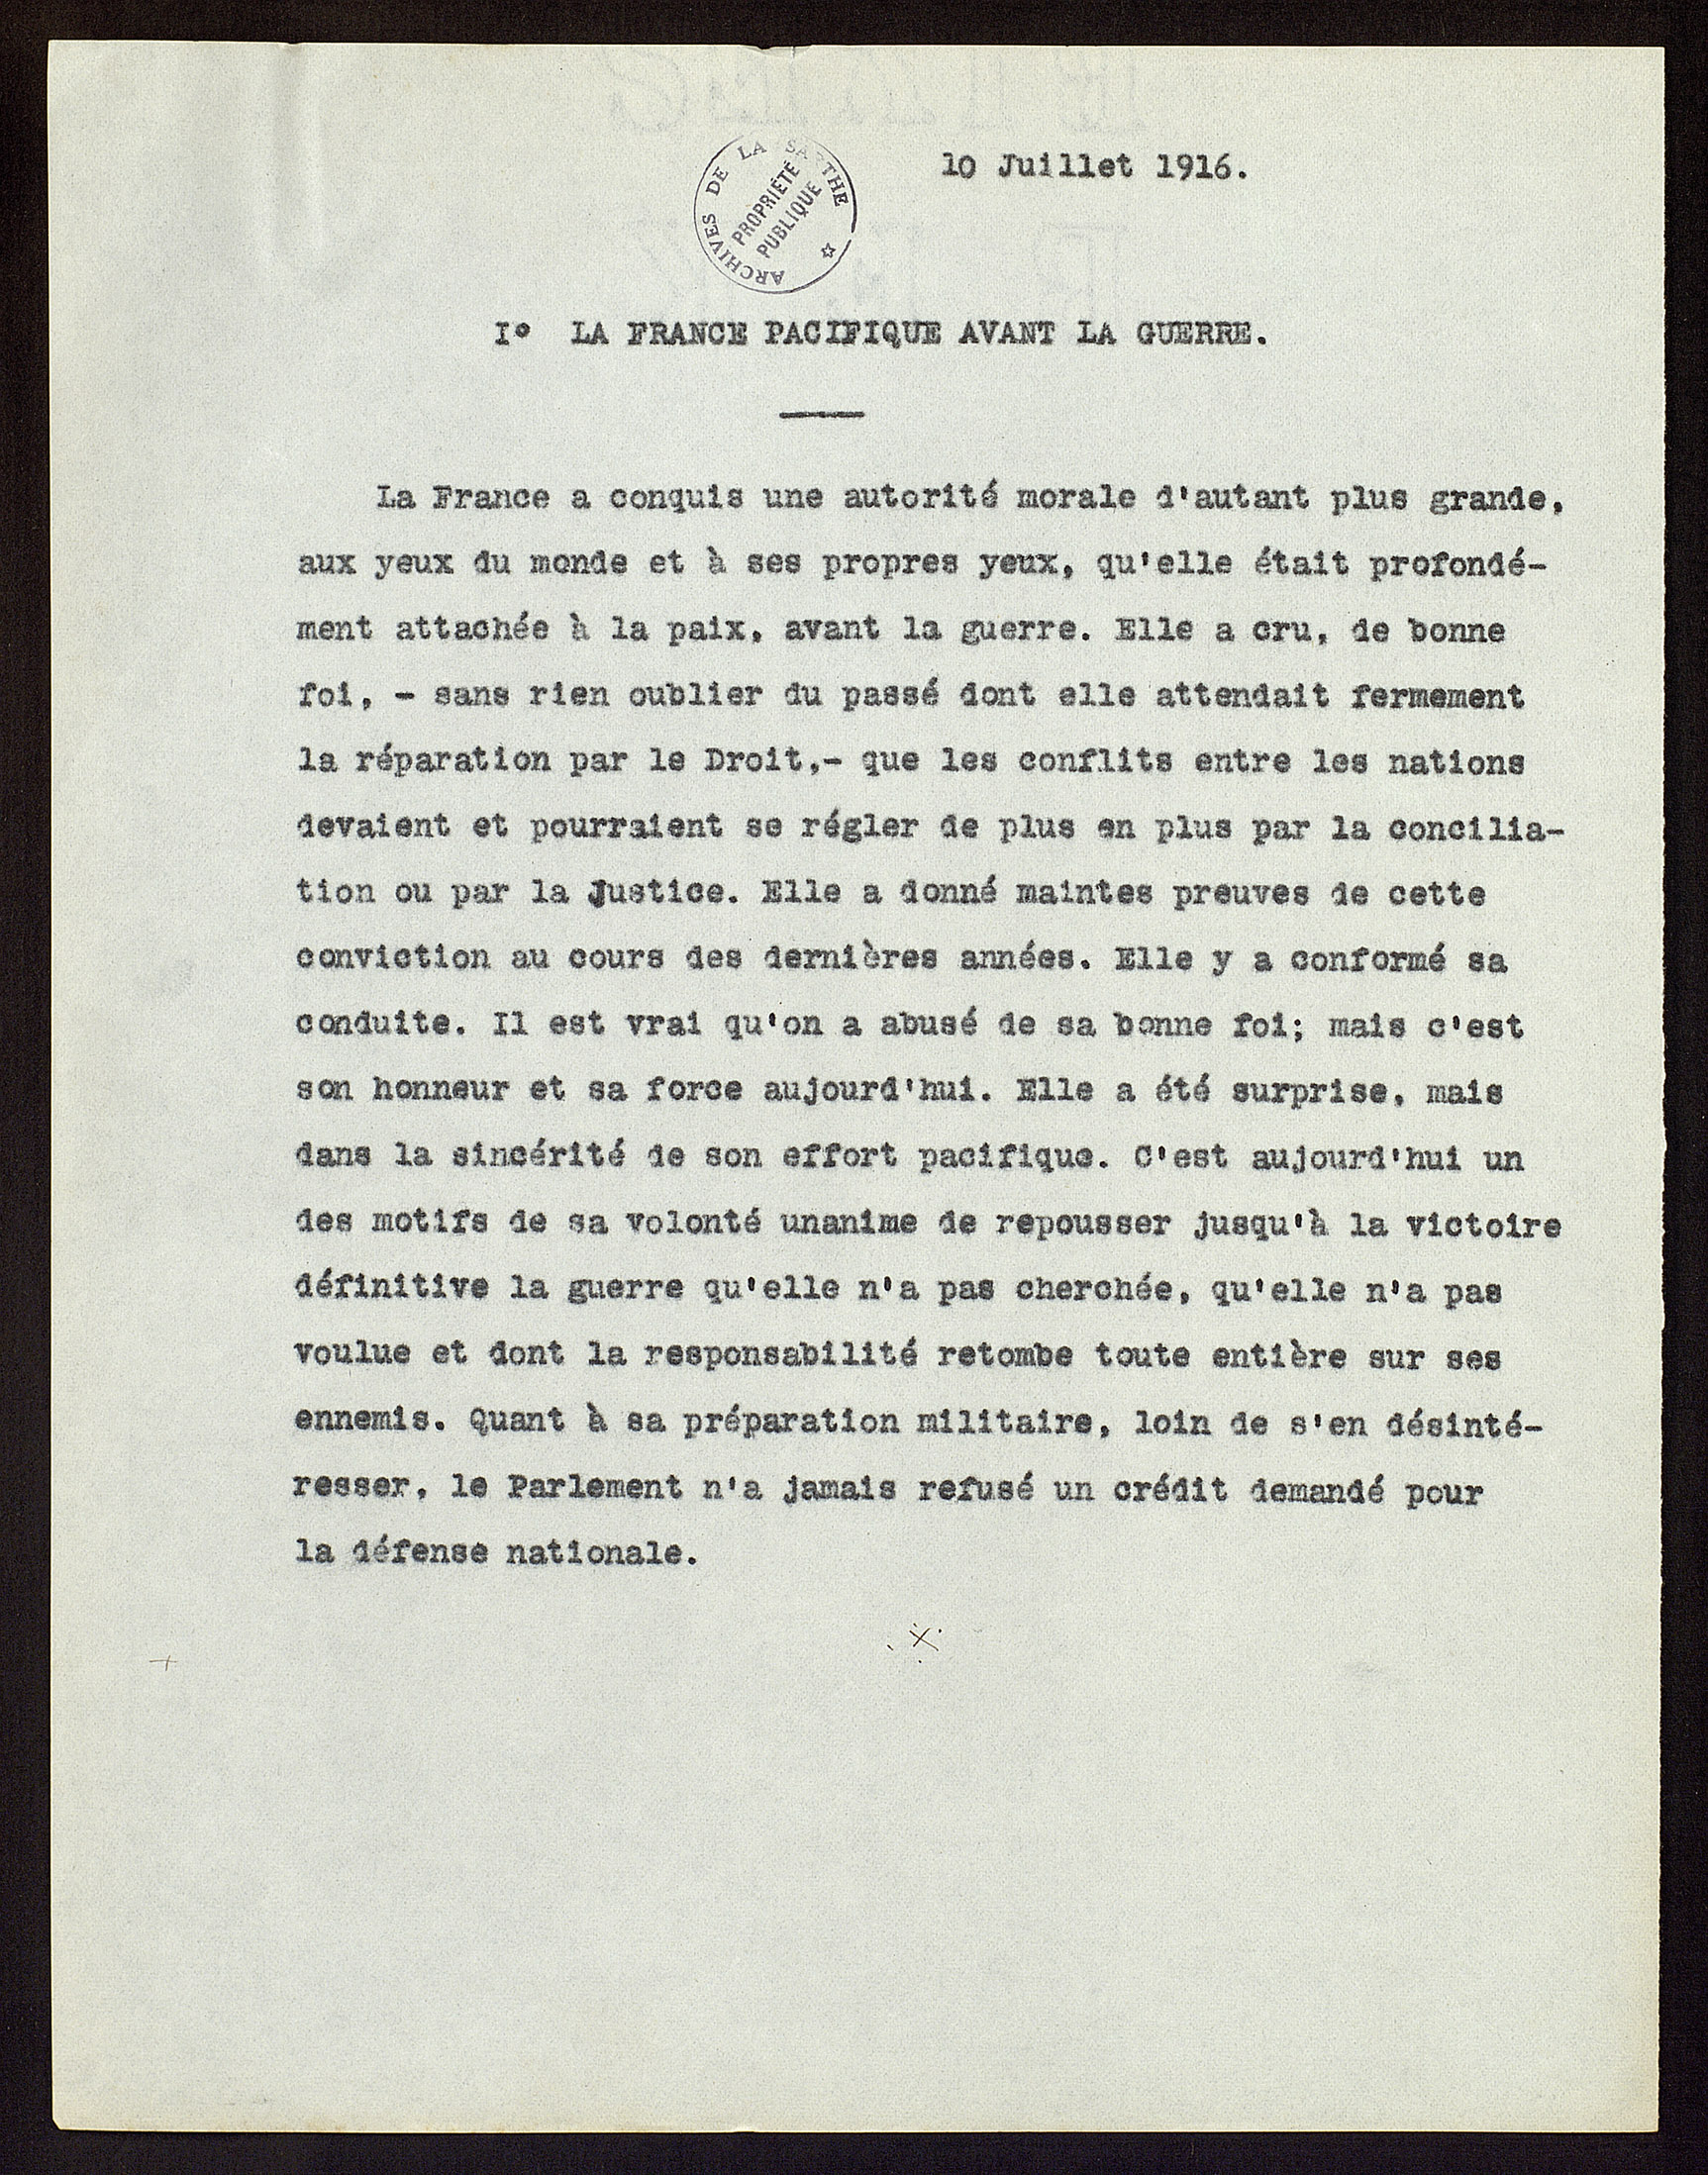 10 Juillet 1916.
ARCHIVES DE LA SARTHE
PROPRIÉTÉ
PUBLIQUE
I° LA FRANCE PACIFIQUE AVANT LA GUERRE.
La France a conquis une autorité morale d'autant plus grande,
aux yeux du monde et à ses propres yeux, qu'elle était profondé-
ment attachée à la paix, avant la guerre. Elle a cru, de bonne
foi, - sans rien oublier du passé dont elle attendait fermement
la réparation par le Droit,- que les conflits entre les nations
devaient et pourraient se régler de plus en plus par la concilia-
tion ou par la Justice. Elle a donné maintes preuves de cette
conviction au cours des dernières années. Elle y a conformé sa
conduite. Il est vrai qu'on a abusé de sa bonne foi; mais c'est
son honneur et sa force aujourd'hui. Elle a été surprise, mais
dans la sincérité de son effort pacifique. C'est aujourd'hui un
des motifs de sa volonté unanime de repousser jusqu'à la victoire
définitive la guerre qu'elle n'a pas cherchée, qu'elle n'a pas
voulue et dont la responsabilité retombe toute entière sur ses
ennemis. Quant à sa préparation militaire, loin de s'en désinté-
resser, le Parlement n'a jamais refusé un crédit demandé pour
la défense nationale.